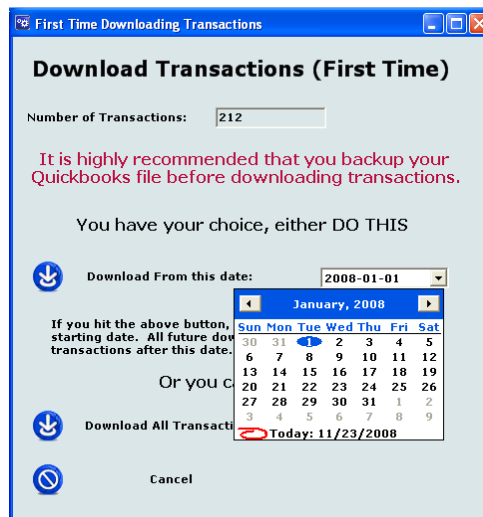 First Time Downloading Transactions
Download Transactions (First Time)
Number of Transactions: 212
It is highly recommended that you backup your
Quickbooks file before downloading transactions.
You have your choice, either DO THIS
Download From this date: 2008-01-01
January, 2008
Sun Mon Tue Wed Thu Fri Sat
30 31 1 2 3 4 5
6 7 8 9 10 11 12
13 14 15 16 17 18 19
20 21 22 23 24 25 26
27 28 29 30 31 1 2
3 4 5 6 7 8 9
Today: 11/23/2008
If you hit the above button,
starting date. All future
transactions after this date.
Or you
Download All
Cancel